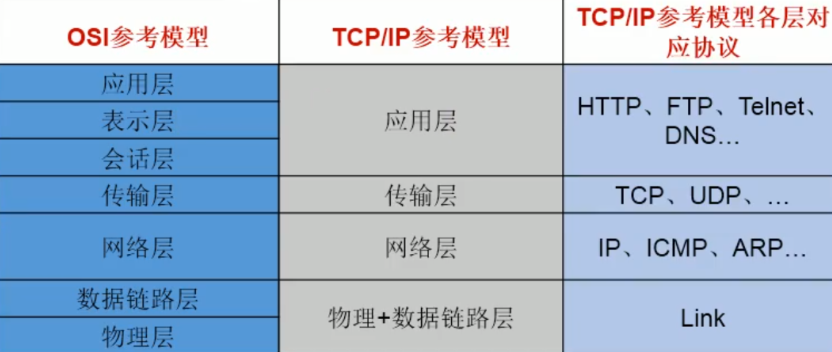 OSI参考模型
TCP/IP参考模型
TCP/IP参考模型各层对
应协议
应用层
表示层
会话层
应用层
HTTP、FTP、Telnet、
DNS…
传输层
传输层
TCP、UDP、…
网络层
网络层
IP、ICMP、ARP…
数据链路层
物理层
物理+数据链路层
Link